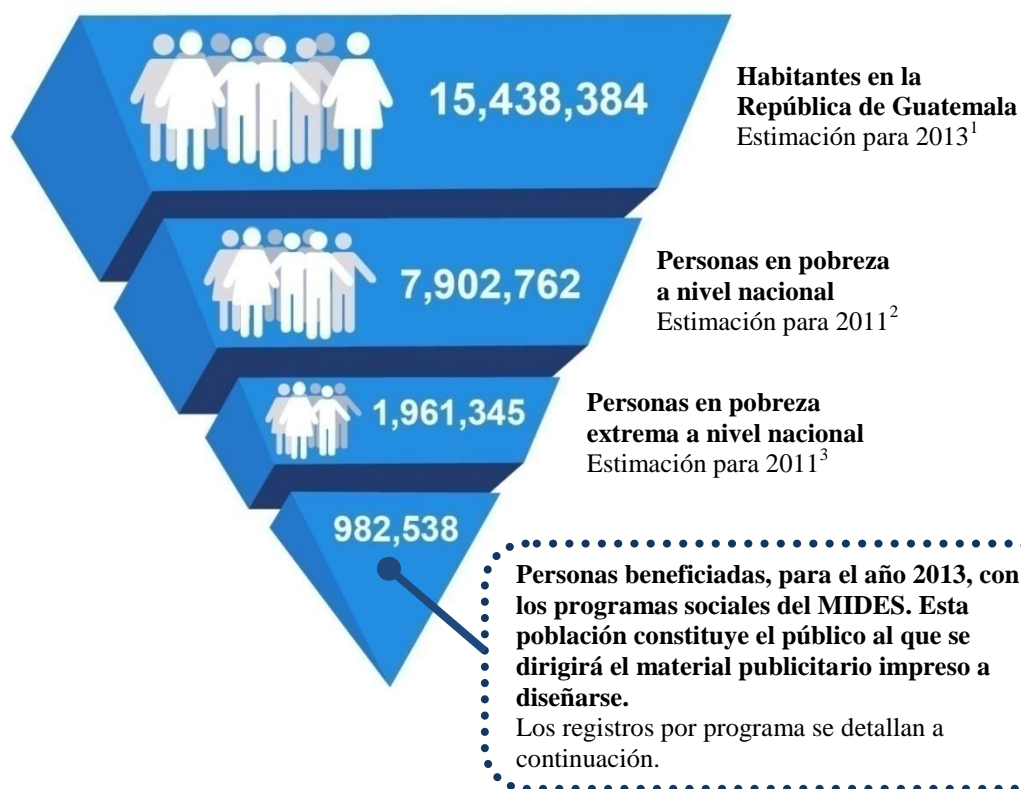 15,438,384
Habitantes en la
República de Guatemala
Estimación para 2013¹
7,902,762
Personas en pobreza
a nivel nacional
Estimación para 2011²
1,961,345
Personas en pobreza
extrema a nivel nacional
Estimación para 2011³
982,538
Personas beneficiadas, para el año 2013, con
los programas sociales del MIDES. Esta
población constituye el público al que se
dirigirá el material publicitario impreso a
diseñarse.
Los registros por programa se detallan a
continuación.